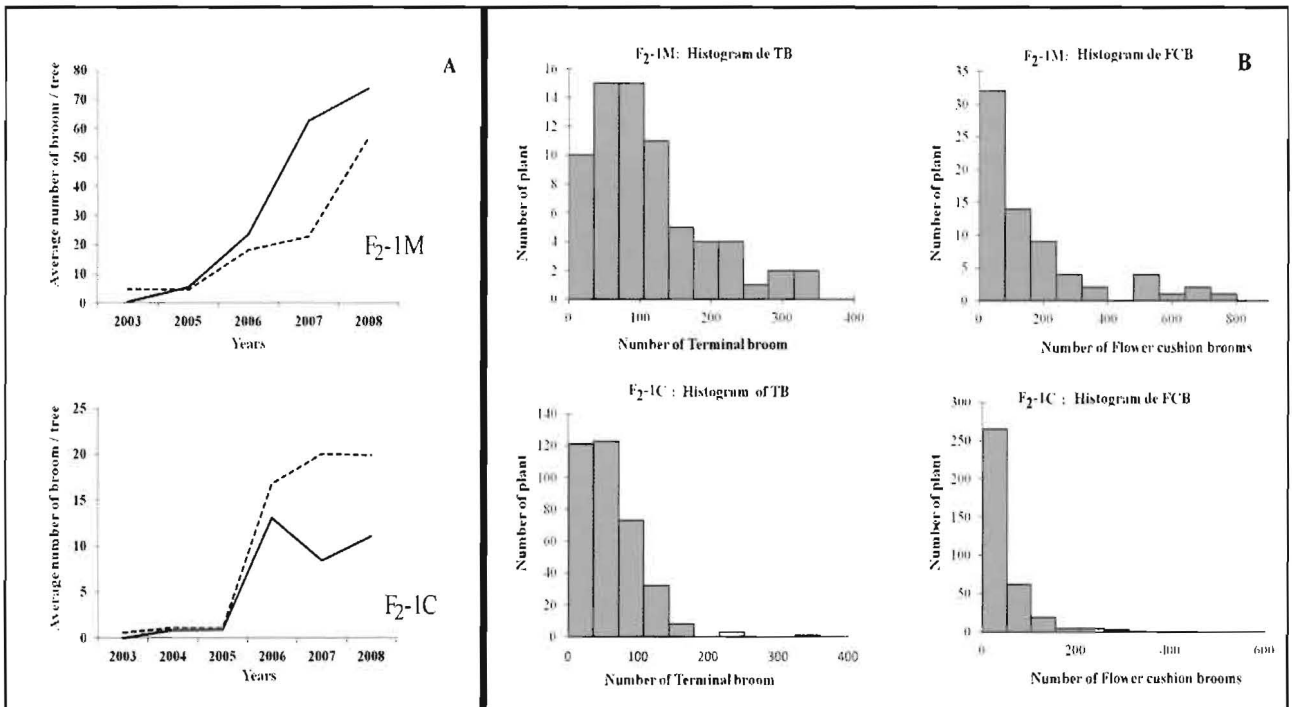 A
Average number of broom / tree
80
70
60
50
40
30
20
10
0
2003 2005 2006 2007 2008
Years
F2-1M
Average number of broom / tree
25
20
15
10
5
0
2003 2004 2005 2006 2007 2008
Years
F2-1C
B
F2-1M: Histogram de TB
Number of plant
16
14
12
10
8
6
4
2
0
0 100 200 300 400
Number of Terminal broom
F2-1M: Histogram de FCB
Number of plant
35
30
25
20
15
10
5
0
0 200 400 600 800
Number of Flower cushion brooms
F2-1C : Histogram of TB
Number of plant
140
120
100
80
60
40
20
0
0 100 200 300 400
Number of Terminal broom
F2-1C : Histogram de FCB
Number of plant
300
250
200
150
100
50
0
0 200 400 600
Number of Flower cushion brooms